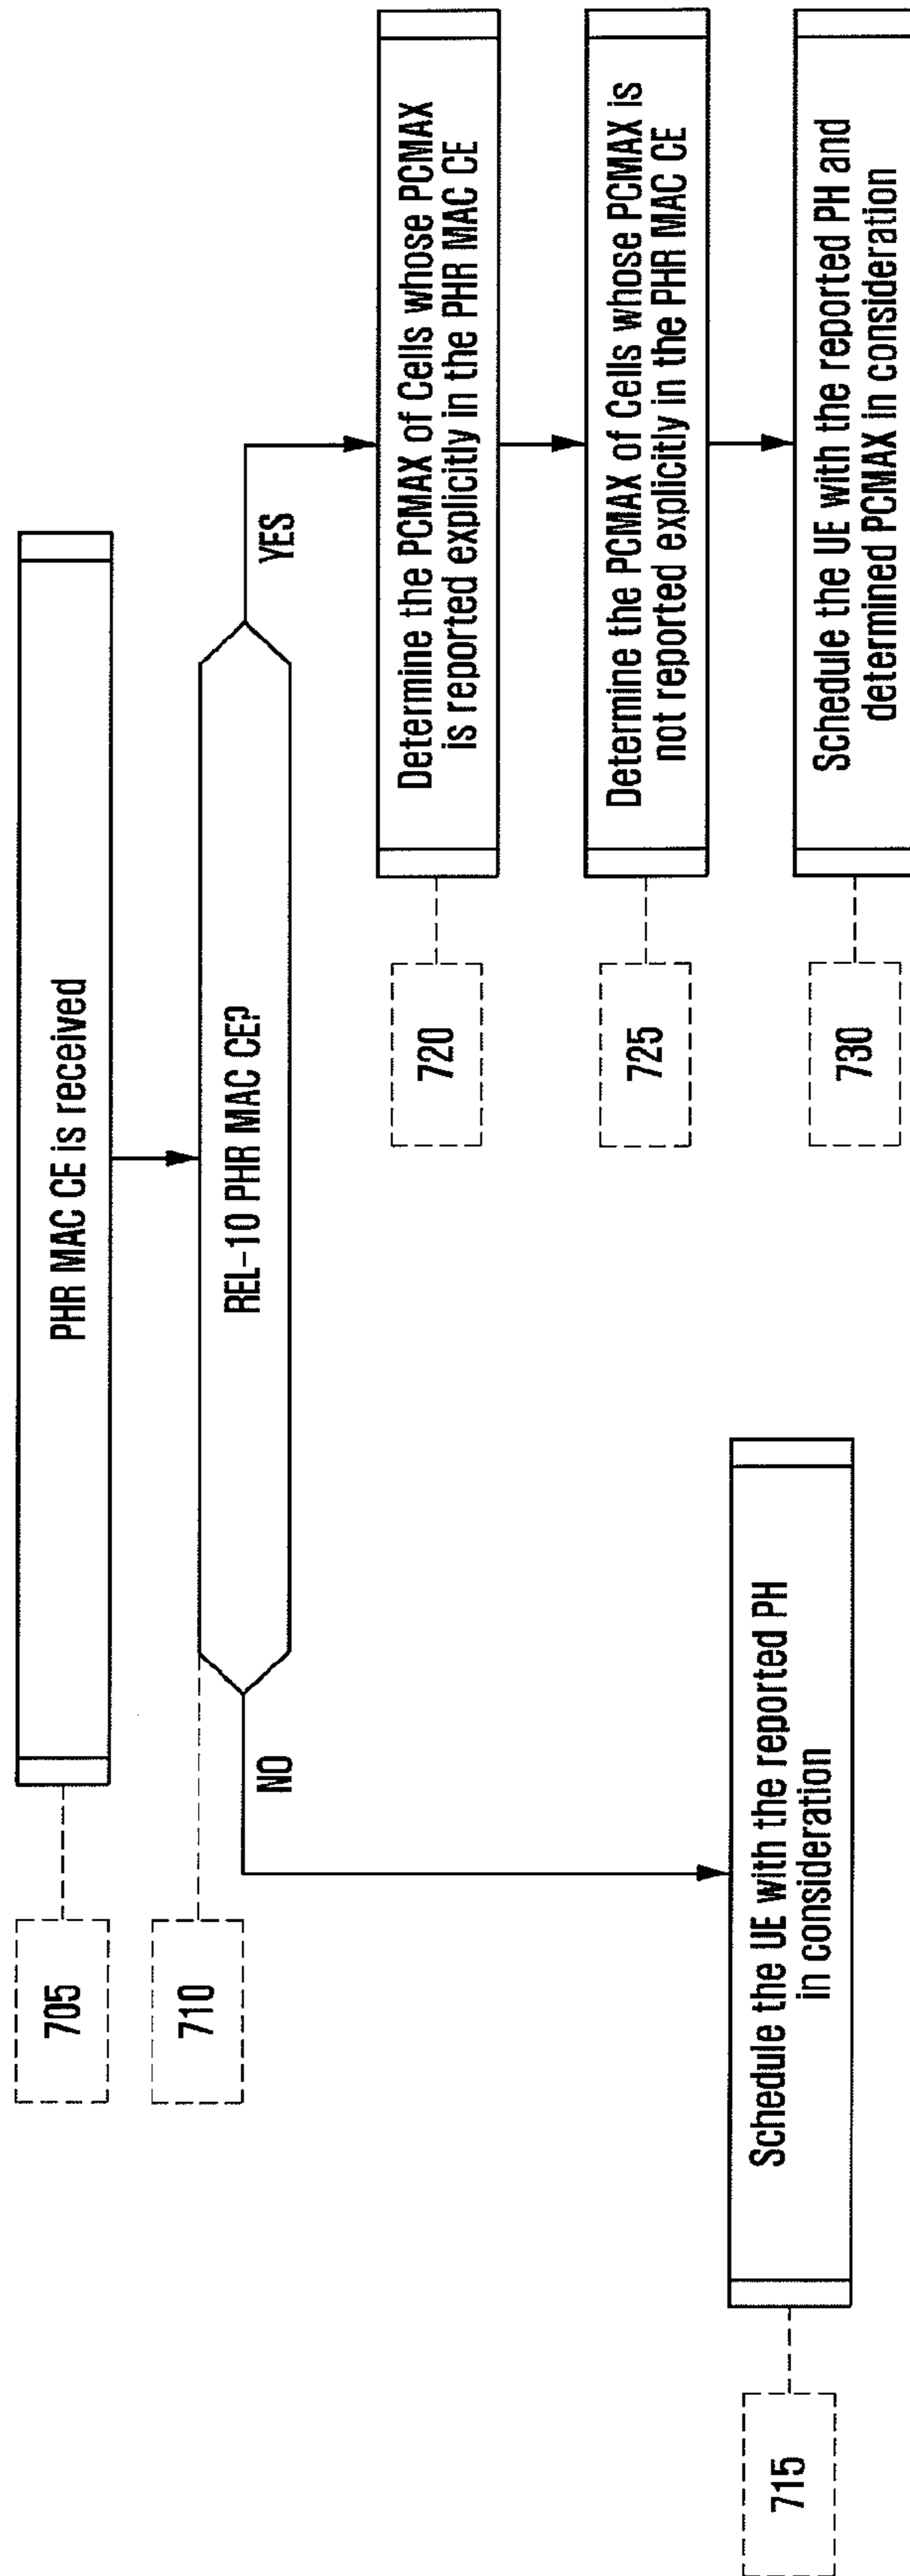 705
PHR MAC CE is received
710
REL-10 PHR MAC CE?
NO
YES
715
Schedule the UE with the reported PH
in consideration
720
Determine the PCMAX of Cells whose PCMAX
is reported explicitly in the PHR MAC CE
725
Determine the PCMAX of Cells whose PCMAX is
not reported explicitly in the PHR MAC CE
730
Schedule the UE with the reported PH and
determined PCMAX in consideration